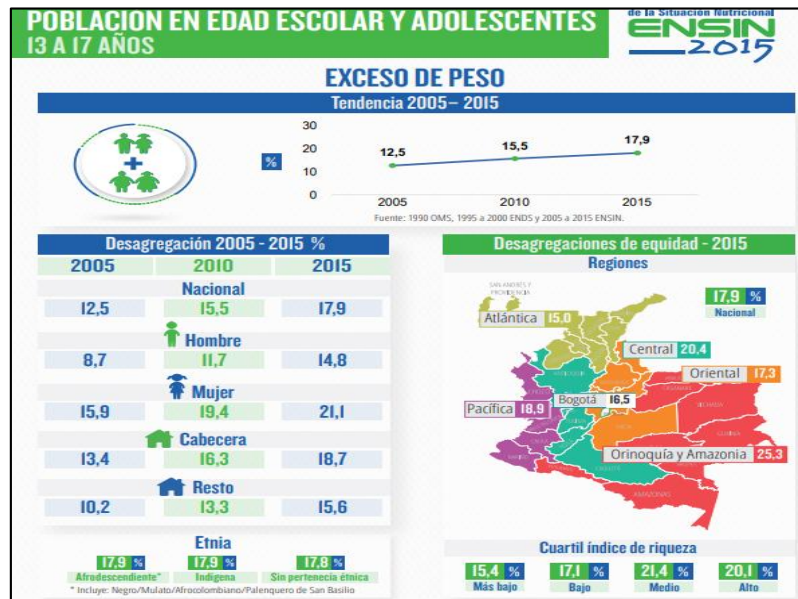 POBLACIÓN EN EDAD ESCOLAR Y ADOLESCENTES
13 A 17 AÑOS
de la Situación Nutricional
ENSIN
2015
EXCESO DE PESO
Tendencia 2005– 2015
%
30
20
10
0
12,5
15,5
17,9
2005
2010
2015
Fuente: 1990 OMS, 1995 a 2000 ENDS y 2005 a 2015 ENSIN.
Desagregación 2005 - 2015 %
2005 2010 2015
Nacional
12,5 15,5 17,9
Hombre
8,7 11,7 14,8
Mujer
15,9 19,4 21,1
Cabecera
13,4 16,3 18,7
Resto
10,2 13,3 15,6
Etnia
17,9 % 17,9 % 17,8 %
Afrodescendiente* Indígena Sin pertenecia étnica
* Incluye: Negro/Mulato/Afrocolombiano/Palenquero de San Basilio
Desagregaciones de equidad - 2015
Regiones
SAN ANDRÉS Y
PROVIDENCIA
17,9 %
Nacional
Atlántica 15,0
Central 20,4
Oriental 17,3
Bogotá 16,5
Pacífica 18,9
Orinoquía y Amazonia 25,3
AMAZONAS
Cuartil índice de riqueza
15,4 % 17,1 % 21,4 % 20,1 %
Más bajo Bajo Medio Alto